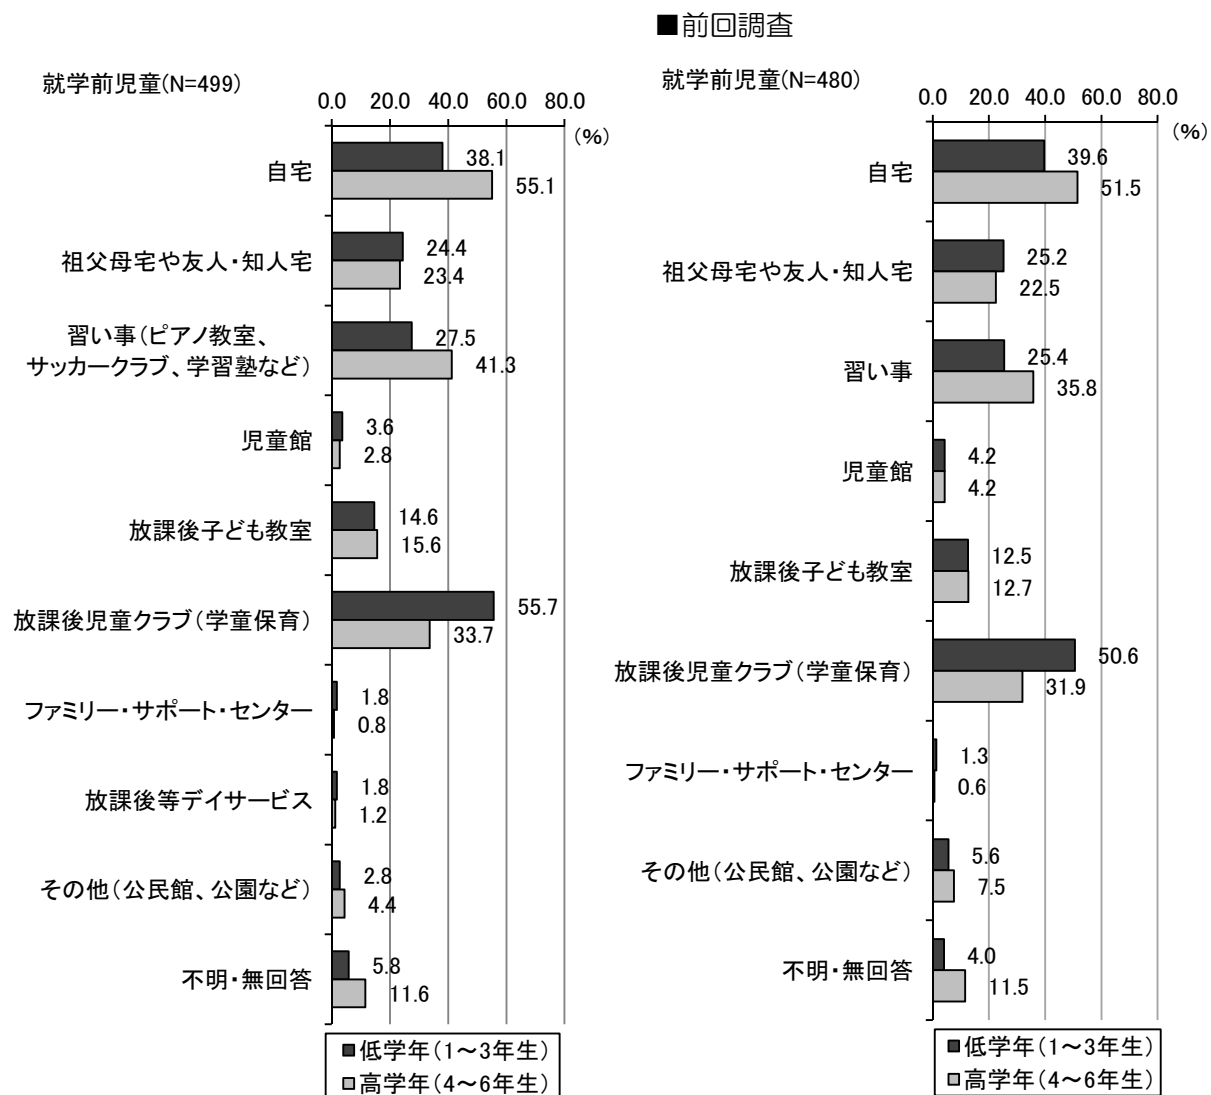 ■前回調査
就学前児童(N=499)
0.0 20.0 40.0 60.0 80.0
(%)
自宅
38.1
55.1
祖父母宅や友人・知人宅
24.4
23.4
習い事(ピアノ教室、
サッカークラブ、学習塾など)
27.5
41.3
児童館
3.6
2.8
放課後子ども教室
14.6
15.6
放課後児童クラブ(学童保育)
55.7
33.7
ファミリー・サポート・センター
1.8
0.8
放課後等デイサービス
1.8
1.2
その他(公民館、公園など)
2.8
4.4
不明・無回答
5.8
11.6
低学年(1～3年生)
高学年(4～6年生)
就学前児童(N=480)
0.0 20.0 40.0 60.0 80.0
(%)
自宅
39.6
51.5
祖父母宅や友人・知人宅
25.2
22.5
習い事
25.4
35.8
児童館
4.2
4.2
放課後子ども教室
12.5
12.7
放課後児童クラブ(学童保育)
50.6
31.9
ファミリー・サポート・センター
1.3
0.6
その他(公民館、公園など)
5.6
7.5
不明・無回答
4.0
11.5
低学年(1～3年生)
高学年(4～6年生)